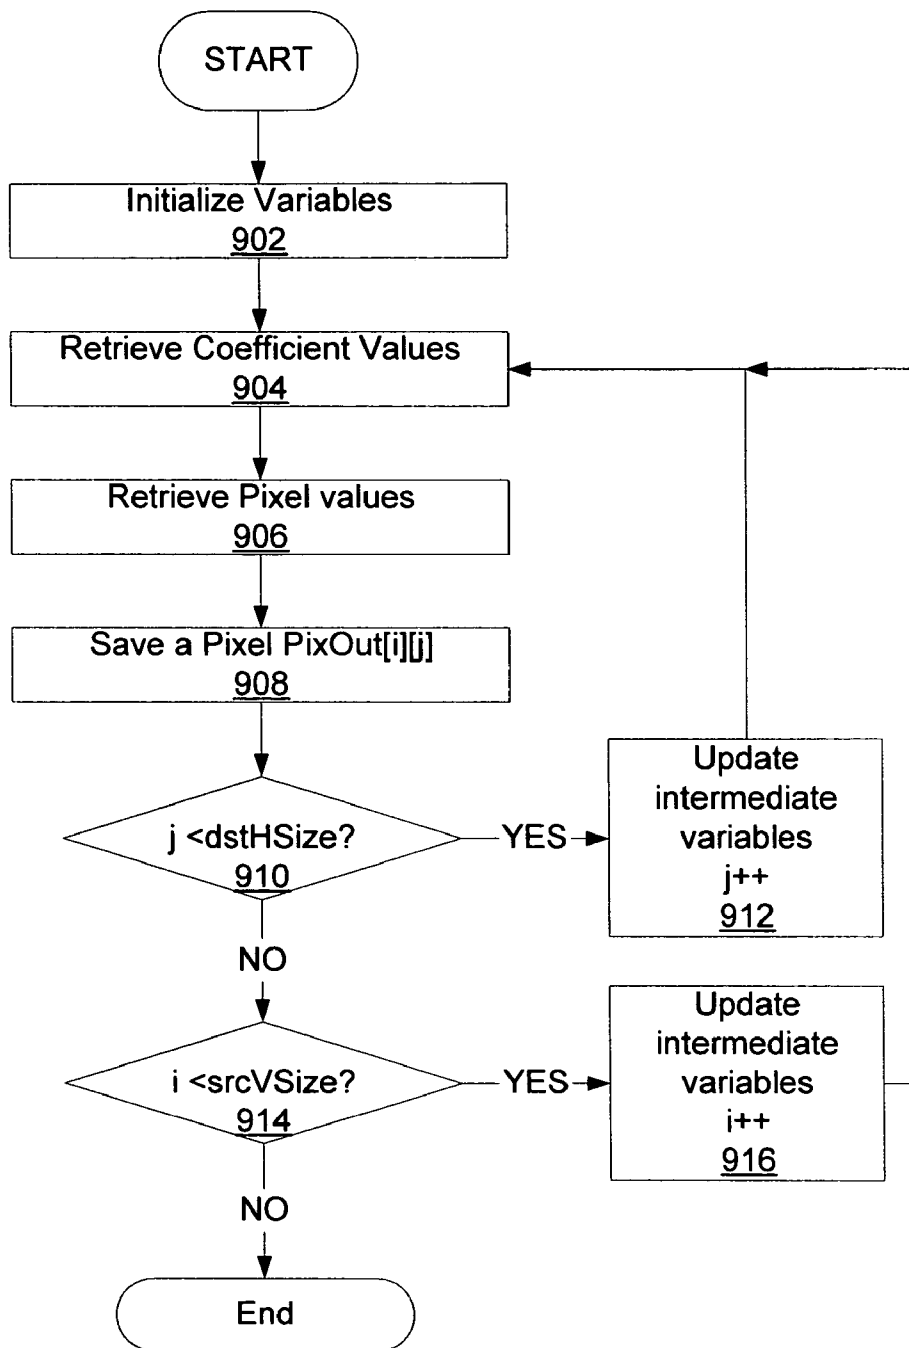 START
Initialize Variables
902
Retrieve Coefficient Values
904
Retrieve Pixel values
906
Save a Pixel PixOut[i][j]
908
j <dstHSize?
910
YES
Update
intermediate
variables
j++
912
NO
i <srcVSize?
914
YES
Update
intermediate
variables
i++
916
NO
End